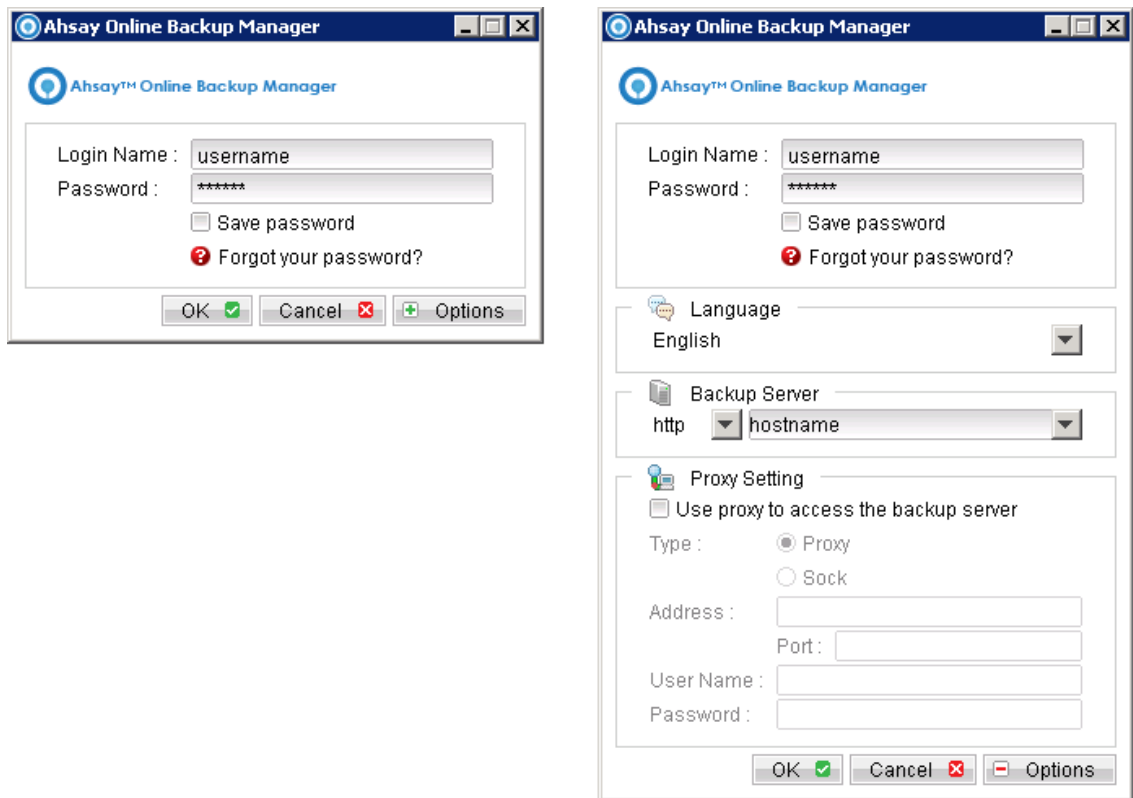 Ahsay Online Backup Manager
Ahsay™ Online Backup Manager
Login Name : username
Password : ******
Save password
Forgot your password?
OK Cancel Options
Ahsay Online Backup Manager
Ahsay™ Online Backup Manager
Login Name : username
Password : ******
Save password
Forgot your password?
Language
English
Backup Server
http hostname
Proxy Setting
Use proxy to access the backup server
Type : Proxy
Sock
Address :
Port :
User Name :
Password :
OK Cancel Options